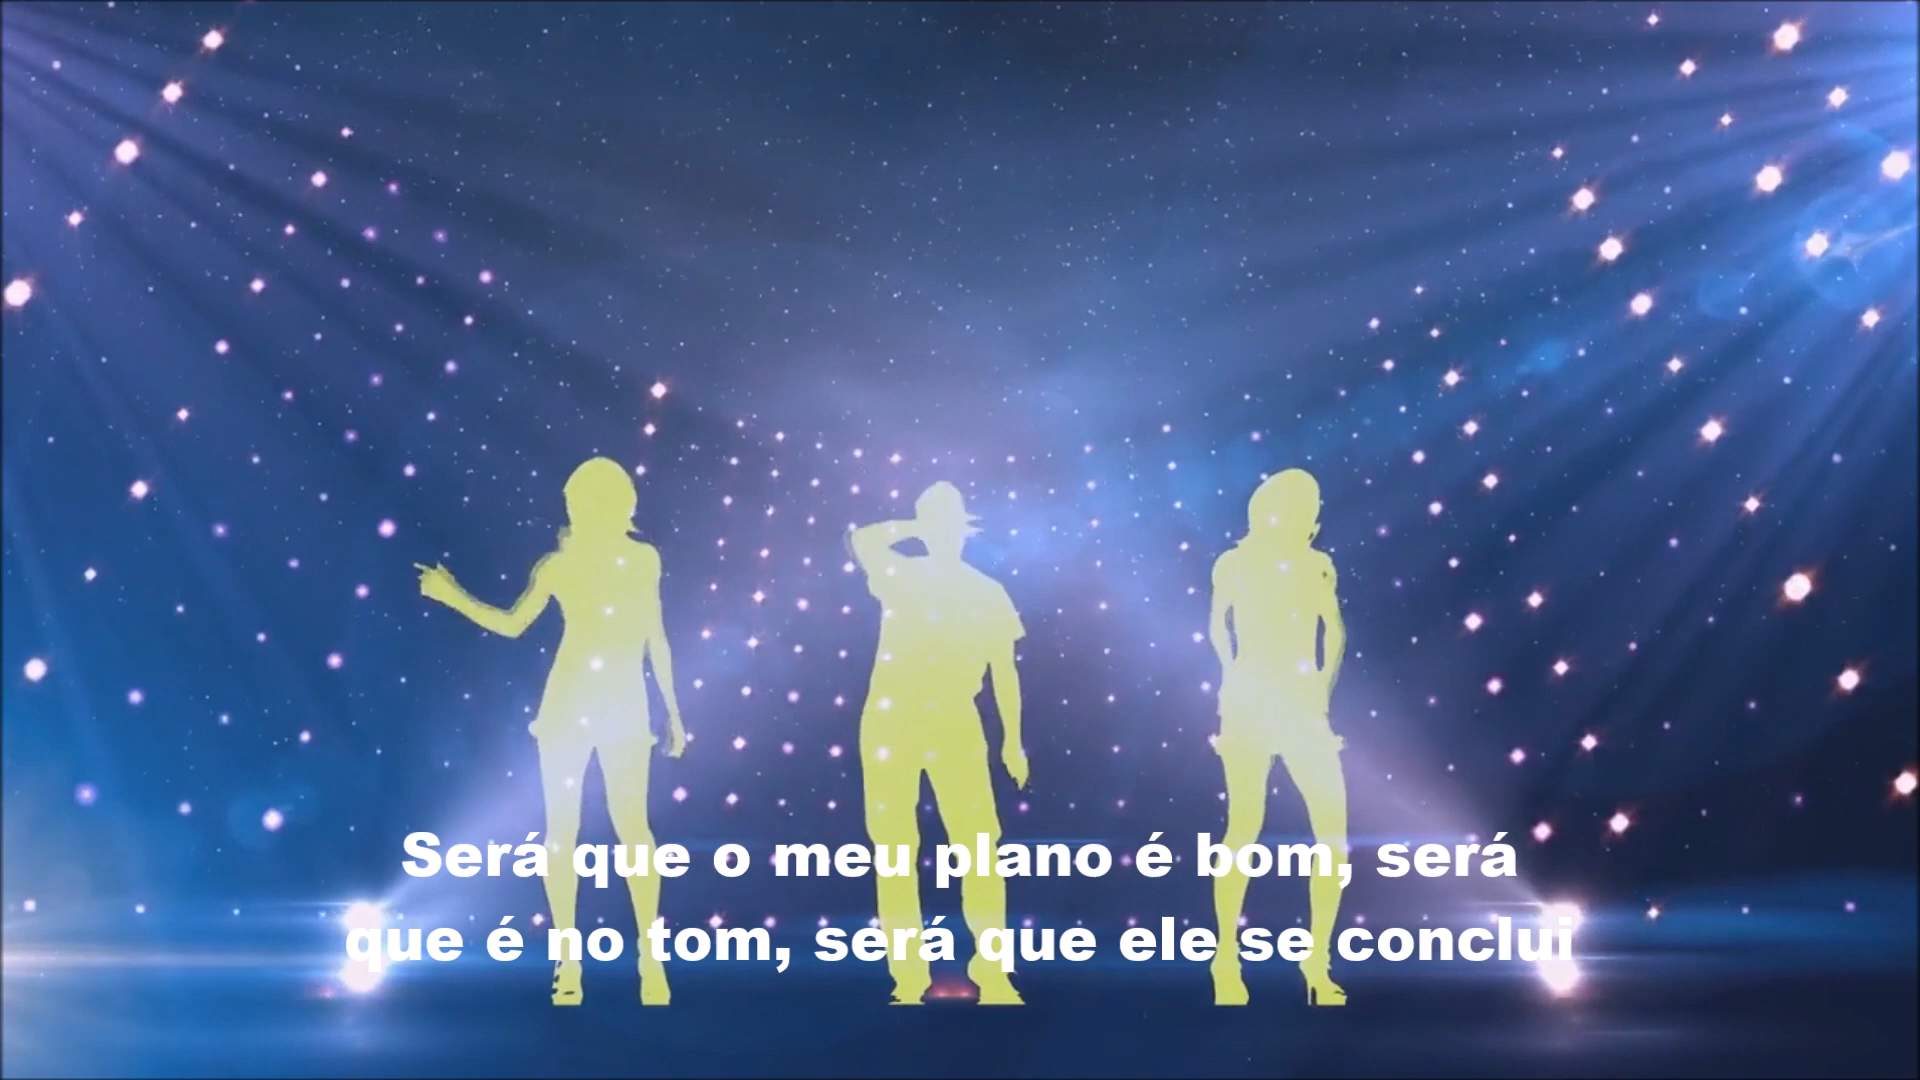 Será que o meu plano é bom, será
que é no tom, será que ele se conclui